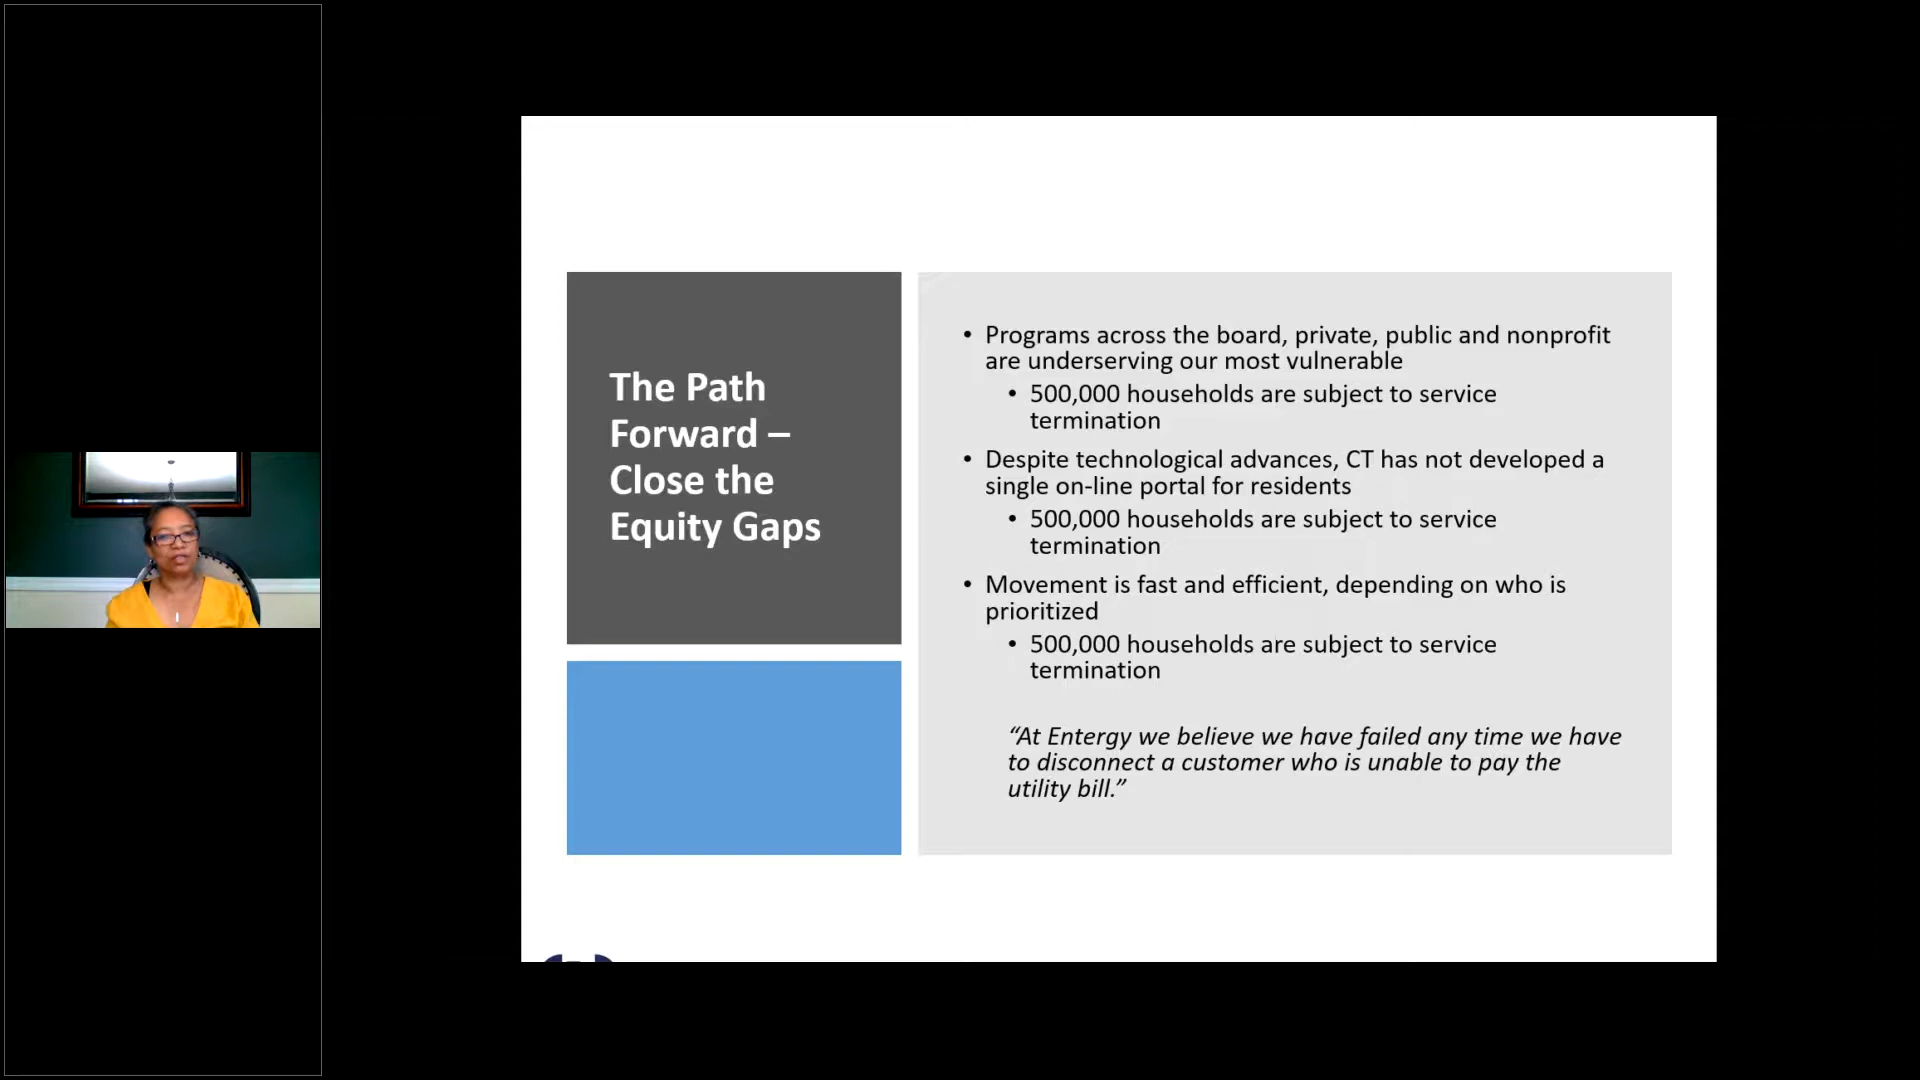 The Path
Forward –
Close the
Equity Gaps
• Programs across the board, private, public and nonprofit
are underserving our most vulnerable
• 500,000 households are subject to service
termination
• Despite technological advances, CT has not developed a
single on-line portal for residents
• 500,000 households are subject to service
termination
• Movement is fast and efficient, depending on who is
prioritized
• 500,000 households are subject to service
termination
“At Entergy we believe we have failed any time we have
to disconnect a customer who is unable to pay the
utility bill.”